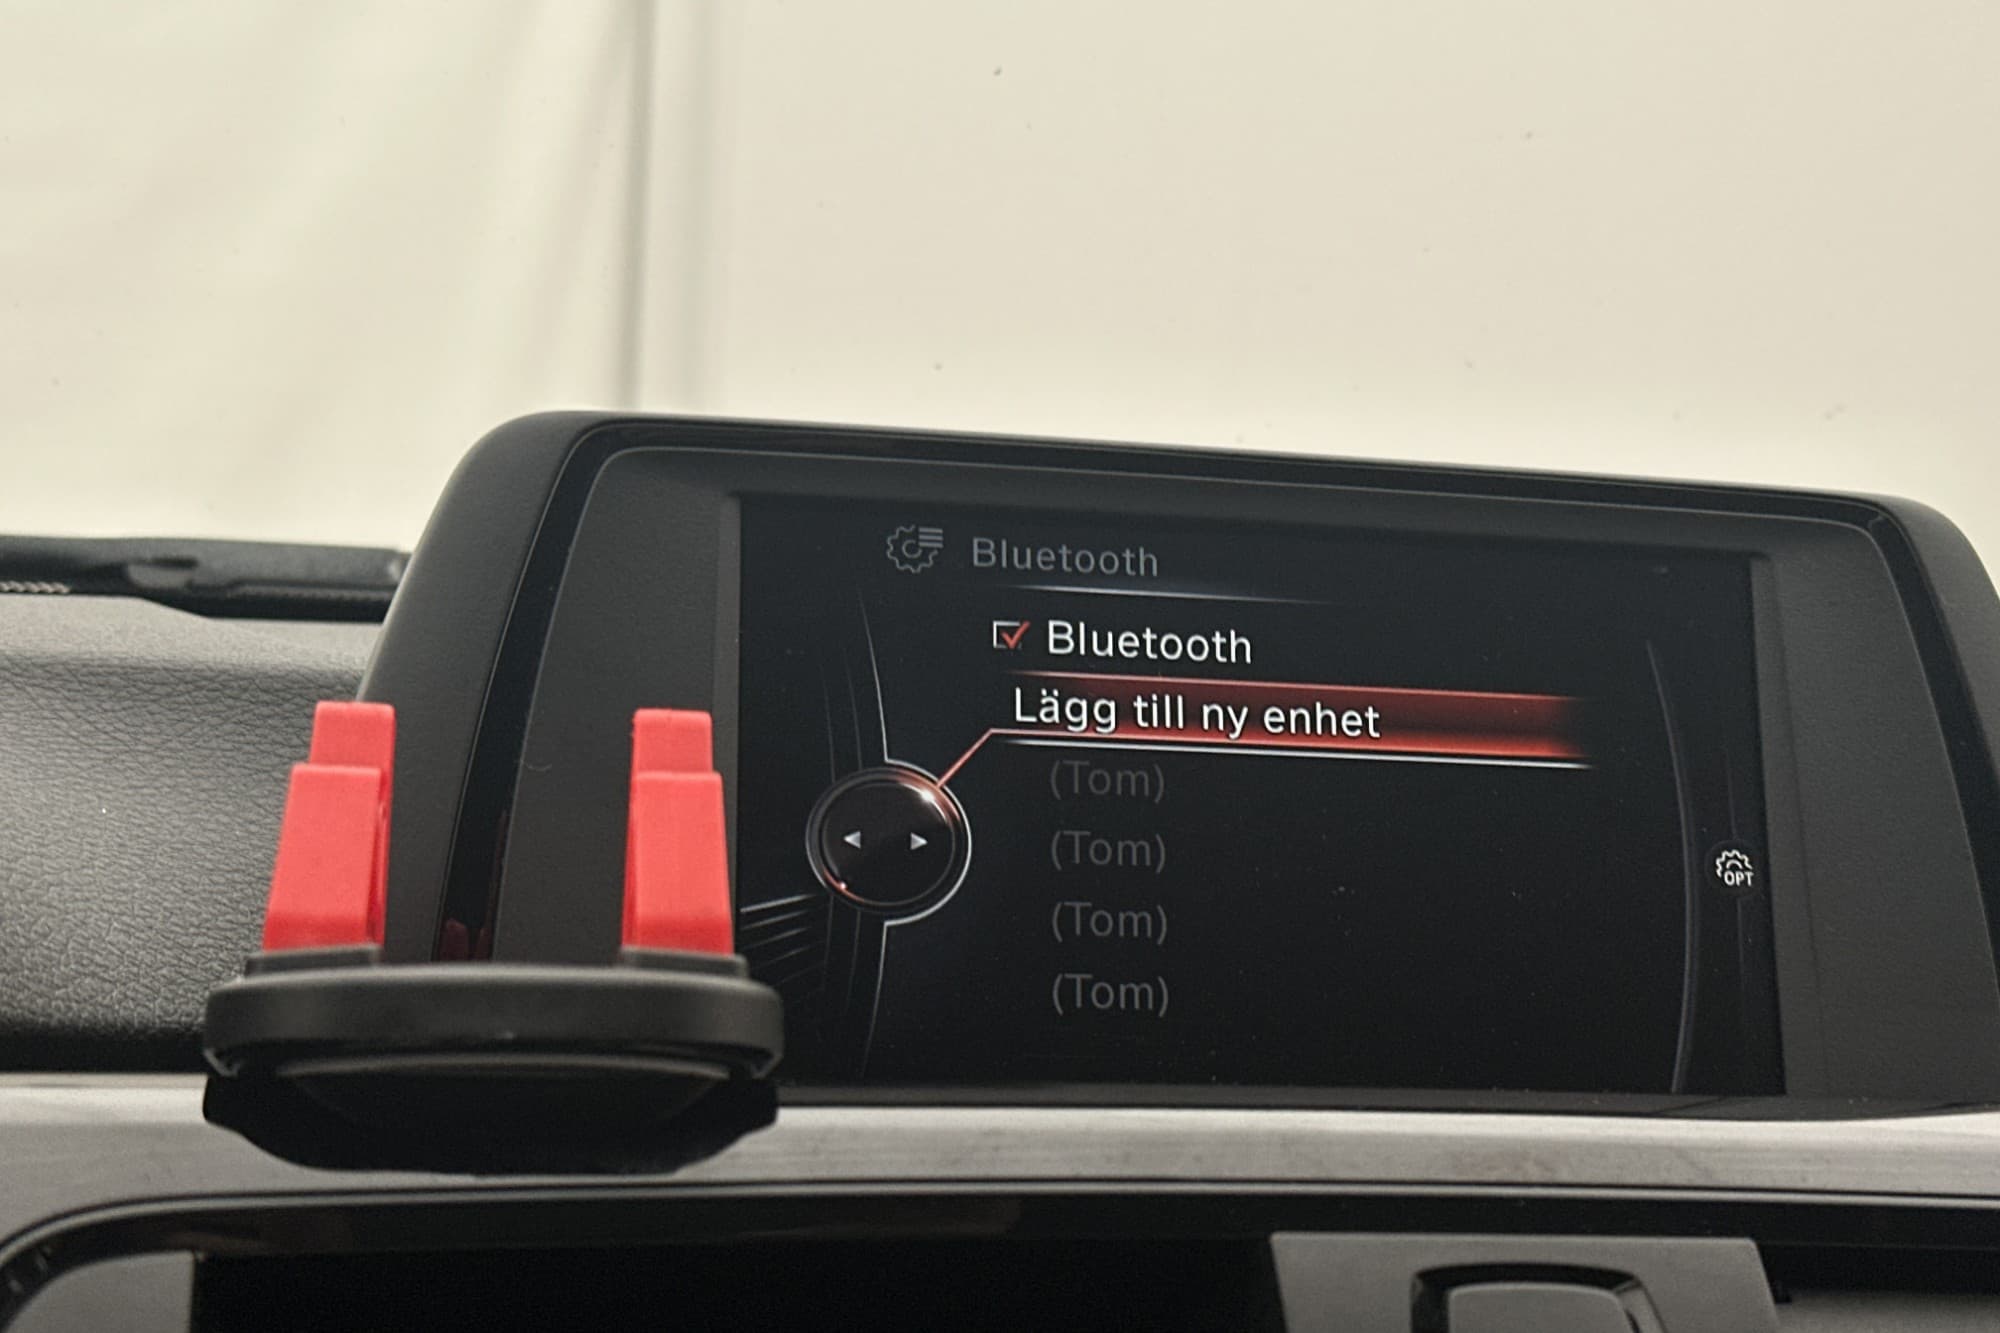 Bluetooth
Bluetooth
Lägg till ny enhet
(Tom)
(Tom)
(Tom)
(Tom)
OPT